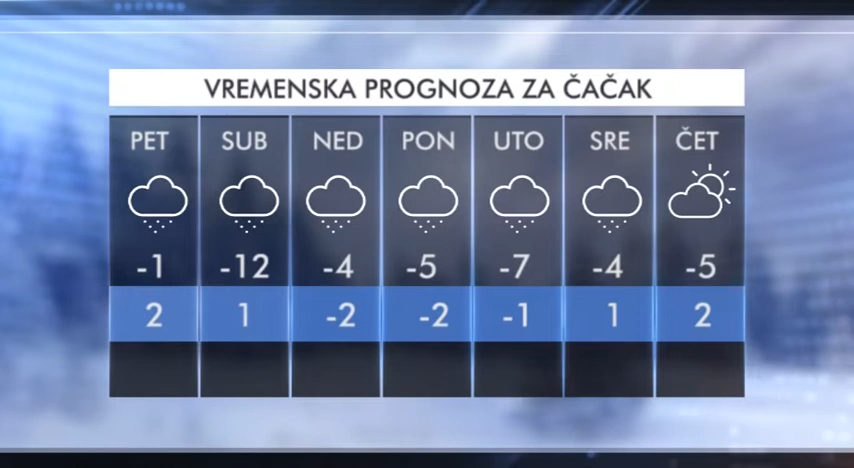 VREMENSKA PROGNOZA ZA ČAČAK
PET SUB NED PON UTO SRE ČET
-1 -12 -4 -5 -7 -4 -5
2 1 -2 -2 -1 1 2